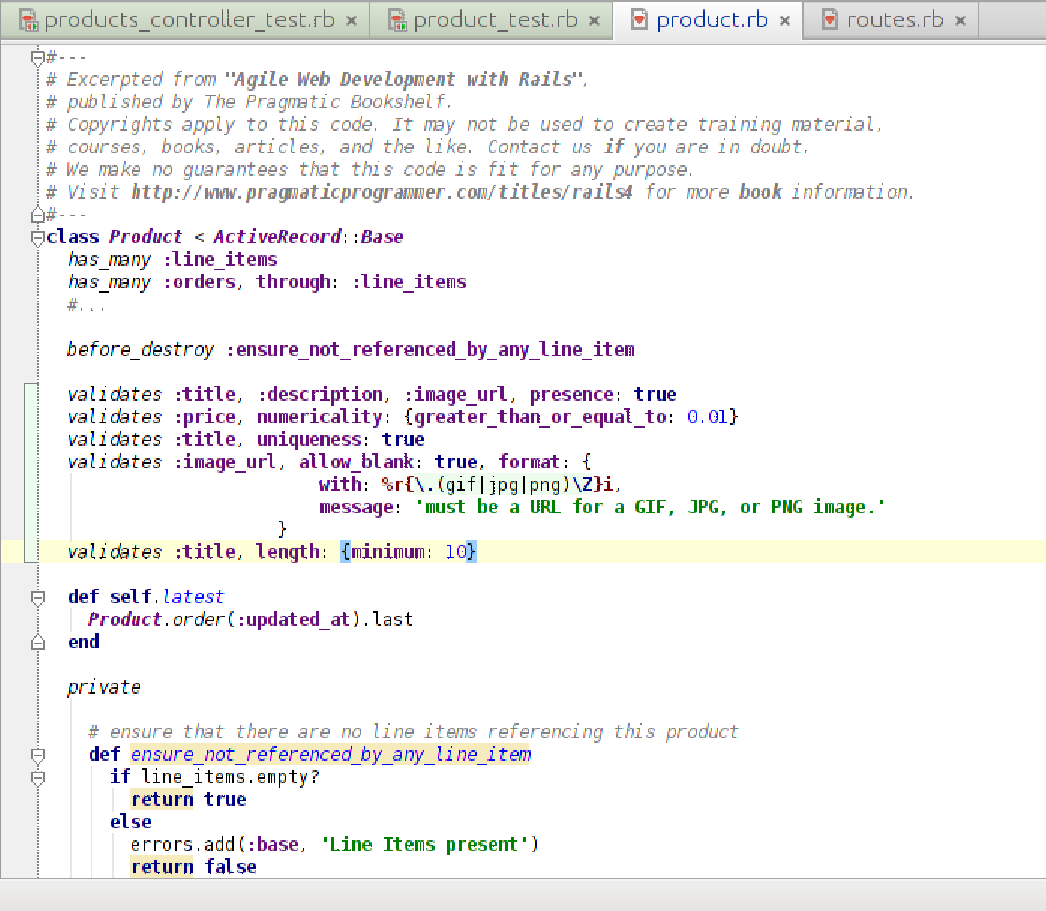 products_controller_test.rb × product_test.rb × product.rb × routes.rb ×
#---
# Excerpted from "Agile Web Development with Rails",
# published by The Pragmatic Bookshelf.
# Copyrights apply to this code. It may not be used to create training material,
# courses, books, articles, and the like. Contact us if you are in doubt.
# We make no guarantees that this code is fit for any purpose.
# Visit http://www.pragmaticprogrammer.com/titles/rails4 for more book information.
#---
class Product < ActiveRecord::Base
  has_many :line_items
  has_many :orders, through: :line_items
  #...
  before_destroy :ensure_not_referenced_by_any_line_item
  validates :title, :description, :image_url, presence: true
  validates :price, numericality: {greater_than_or_equal_to: 0.01}
  validates :title, uniqueness: true
  validates :image_url, allow_blank: true, format: {
                          with: %r{\.(gif|jpg|png)\Z}i,
                          message: 'must be a URL for a GIF, JPG, or PNG image.'
                      }
  validates :title, length: {minimum: 10}
  def self.latest
    Product.order(:updated_at).last
  end
  private
    # ensure that there are no line items referencing this product
    def ensure_not_referenced_by_any_line_item
      if line_items.empty?
        return true
      else
        errors.add(:base, 'Line Items present')
        return false